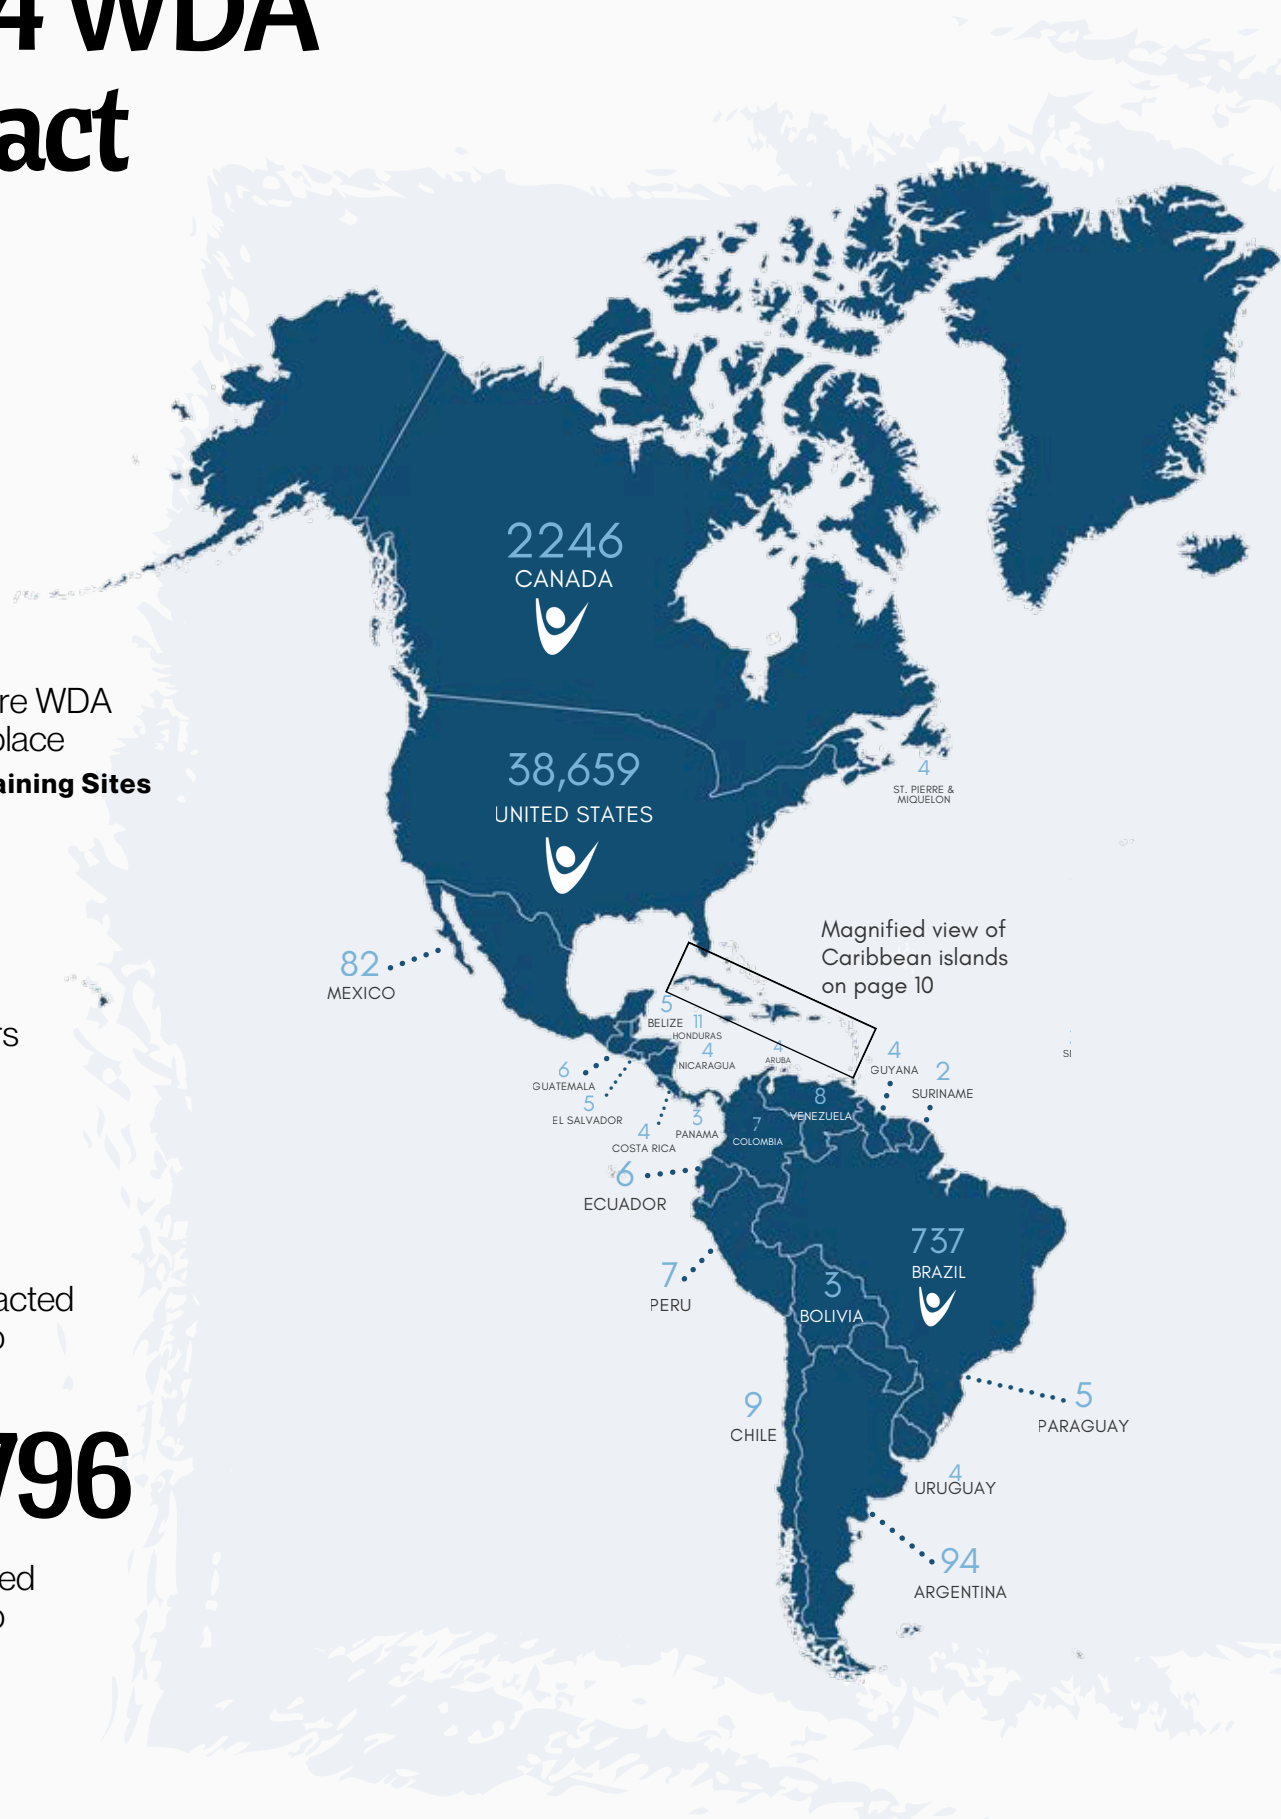 4 WDA
act
re WDA
place
aining Sites
rs
acted
796
ed
2246
CANADA
38,659
UNITED STATES
4
ST. PIERRE &
MIQUELON
Magnified view of
Caribbean islands
on page 10
82
MEXICO
5
BELIZE
11
HONDURAS
4
NICARAGUA
4
ARUBA
4
GUYANA
2
SURINAME
6
GUATEMALA
5
EL SALVADOR
4
COSTA RICA
3
PANAMA
7
COLOMBIA
8
VENEZUELA
6
ECUADOR
7
PERU
737
BRAZIL
3
BOLIVIA
9
CHILE
5
PARAGUAY
4
URUGUAY
94
ARGENTINA